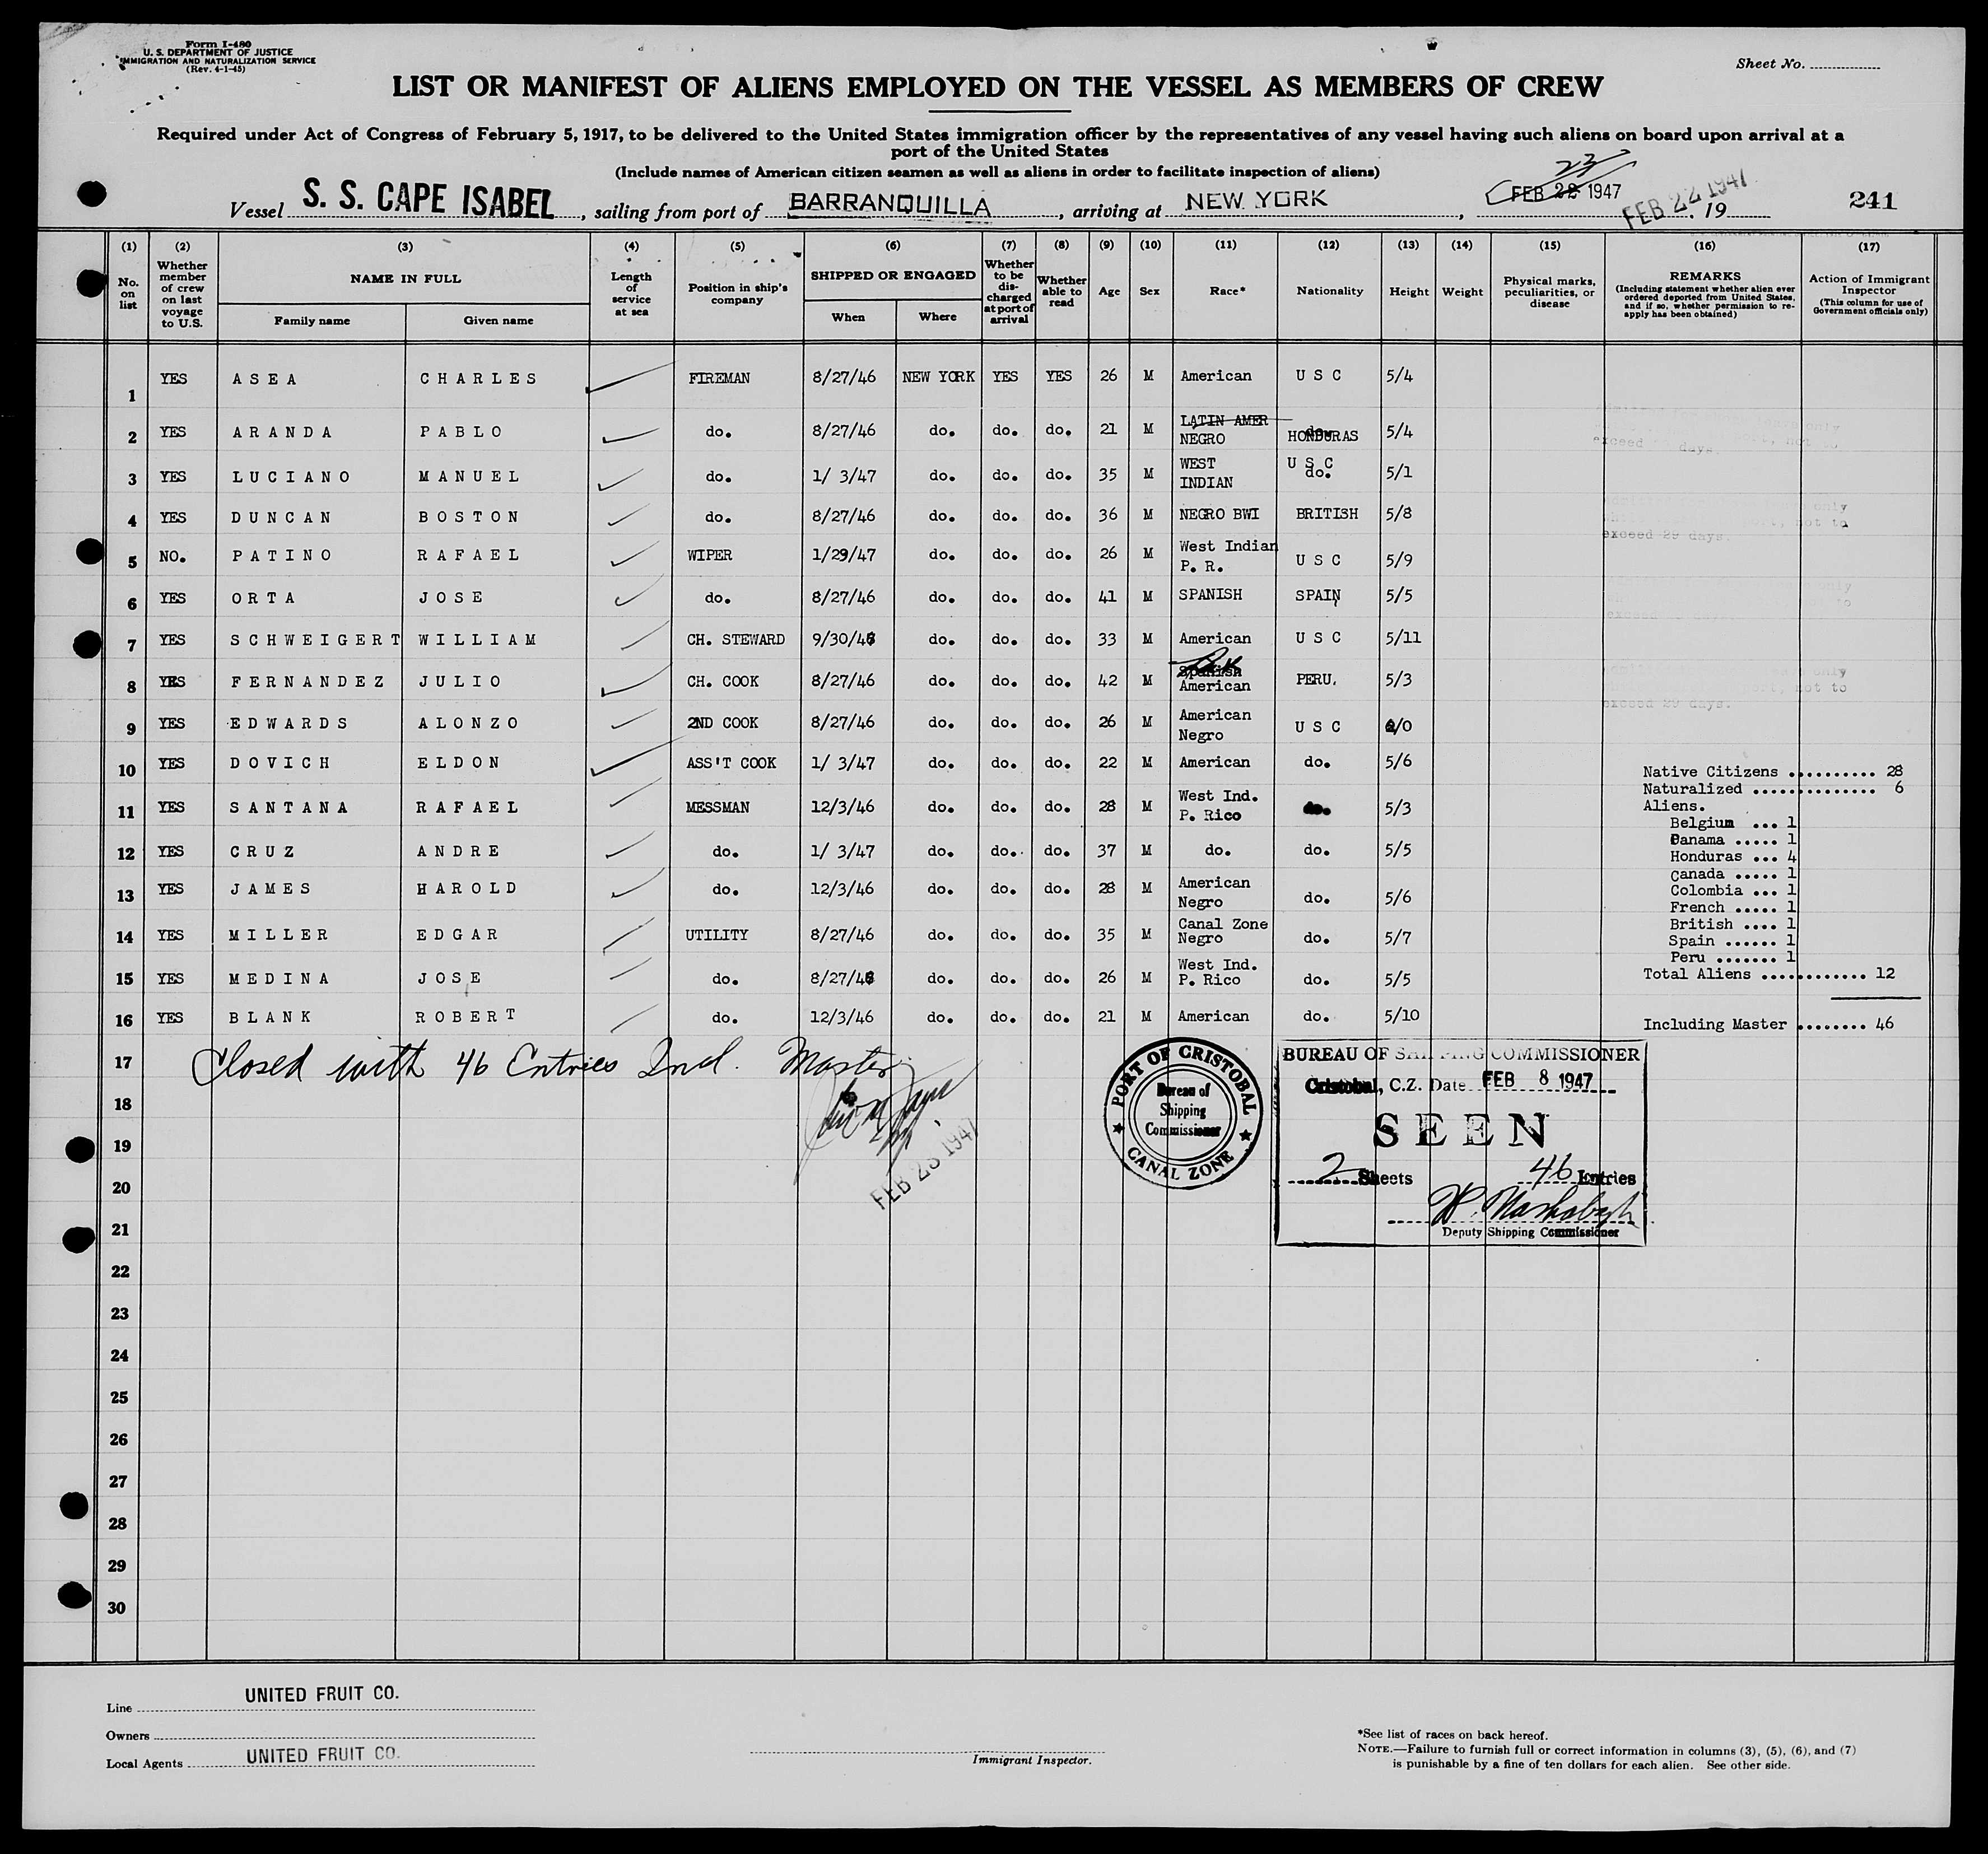 Form I-480
U. S. DEPARTMENT OF JUSTICE
IMMIGRATION AND NATURALIZATION SERVICE
(Rev. 4-1-45)
Sheet No.
LIST OR MANIFEST OF ALIENS EMPLOYED ON THE VESSEL AS MEMBERS OF CREW
Required under Act of Congress of February 5, 1917, to be delivered to the United States immigration officer by the representatives of any vessel having such aliens on board upon arrival at a
port of the United States
(Include names of American citizen seamen as well as aliens in order to facilitate inspection of aliens)
23
Vessel S. S. CAPE ISABEL, sailing from port of BARRANQUILLA, arriving at NEW YORK, FEB 22 1947 FEB 22 1947, 19 241
(1) (2) (3) (4) (5) (6) (7) (8) (9) (10) (11) (12) (13) (14) (15) (16) (17)
No. on list
Whether member of crew on last voyage to U.S.
NAME IN FULL
Family name Given name
Length of service at sea
Position in ship's company
SHIPPED OR ENGAGED
When Where
Whether to be discharged at port of arrival
Whether able to read
Age
Sex
Race*
Nationality
Height
Weight
Physical marks, peculiarities, or disease
REMARKS
(Including statement whether alien ever ordered deported from United States, and if so, whether permission to re-apply has been obtained)
Action of Immigrant Inspector
(This column for use of Government officials only)
1 YES ASEA CHARLES FIREMAN 8/27/46 NEW YORK YES YES 26 M American U S C 5/4
2 YES ARANDA PABLO do. 8/27/46 do. do. do. 21 M LATIN AMER NEGRO HONDURAS 5/4
3 YES LUCIANO MANUEL do. 1/ 3/47 do. do. do. 35 M WEST INDIAN U S C do. 5/1
4 YES DUNCAN BOSTON do. 8/27/46 do. do. do. 36 M NEGRO BWI BRITISH 5/8
exceed 29 days.
5 NO. PATINO RAFAEL WIPER 1/29/47 do. do. do. 26 M West Indian P. R. U S C 5/9
6 YES ORTA JOSE do. 8/27/46 do. do. do. 41 M SPANISH SPAIN 5/5
7 YES SCHWEIGERT WILLIAM CH. STEWARD 9/30/46 do. do. do. 33 M American U S C 5/11
8 YES FERNANDEZ JULIO CH. COOK 8/27/46 do. do. do. 42 M Spanish American PERU. 5/3
exceed 29 days.
9 YES EDWARDS ALONZO 2ND COOK 8/27/46 do. do. do. 26 M American Negro U S C 6/0
10 YES DOVICH ELDON ASS'T COOK 1/ 3/47 do. do. do. 22 M American do. 5/6
11 YES SANTANA RAFAEL MESSMAN 12/3/46 do. do. do. 28 M West Ind. P. Rico do. 5/3
12 YES CRUZ ANDRE do. 1/ 3/47 do. do. do. 37 M do. do. 5/5
13 YES JAMES HAROLD do. 12/3/46 do. do. do. 28 M American Negro do. 5/6
14 YES MILLER EDGAR UTILITY 8/27/46 do. do. do. 35 M Canal Zone Negro do. 5/7
15 YES MEDINA JOSE do. 8/27/46 do. do. do. 26 M West Ind. P. Rico do. 5/5
16 YES BLANK ROBERT do. 12/3/46 do. do. do. 21 M American do. 5/10
Native Citizens .......... 28
Naturalized .............. 6
Aliens.
Belgium ... 1
Panama ..... 1
Honduras ... 4
Canada ..... 1
Colombia ... 1
French ..... 1
British .... 1
Spain ...... 1
Peru ....... 1
Total Aliens ............ 12
Including Master ........ 46
17 Closed with 46 Entries Incl. Master
18
19
20
21
22
23
24
25
26
27
28
29
30
FEB 23 1947
PORT OF CRISTOBAL
Bureau of
Shipping
Commissioner
CANAL ZONE
BUREAU OF SHIPPING COMMISSIONER
Cristobal, C.Z. Date FEB 8 1947
SEEN
2 Sheets 46 Entries
Deputy Shipping Commissioner
Line UNITED FRUIT CO.
Owners
Local Agents UNITED FRUIT CO.
Immigrant Inspector.
*See list of races on back hereof.
NOTE.—Failure to furnish full or correct information in columns (3), (5), (6), and (7)
is punishable by a fine of ten dollars for each alien. See other side.